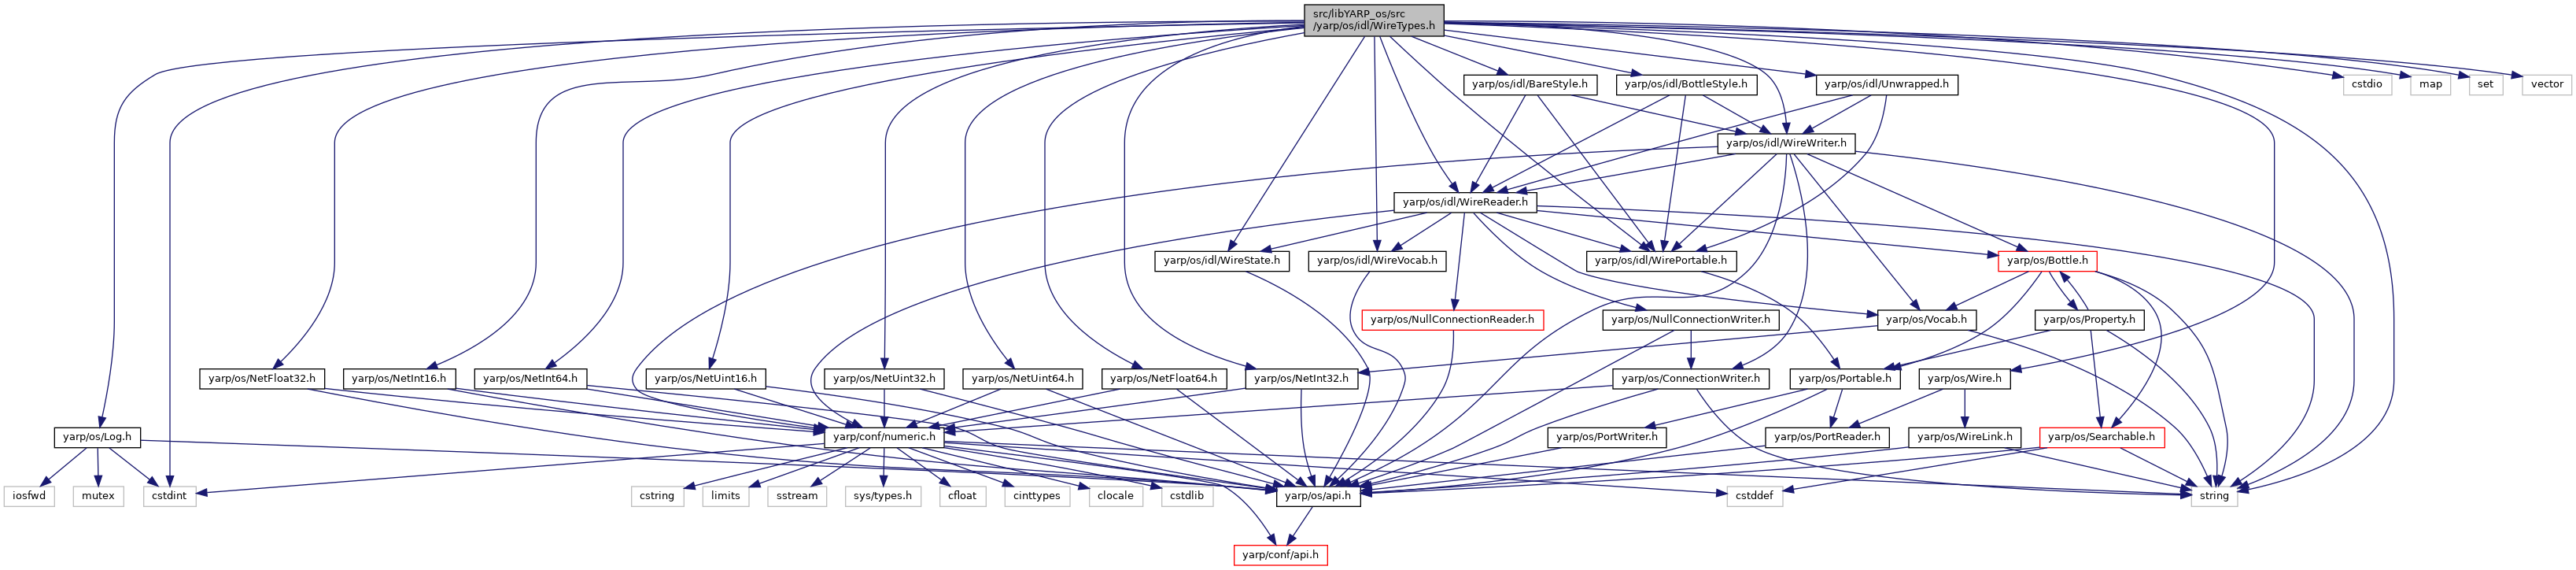 src/libYARP_os/src
/yarp/os/idl/WireTypes.h
yarp/os/idl/BareStyle.h
yarp/os/idl/BottleStyle.h
yarp/os/idl/Unwrapped.h
cstdio
map
set
vector
yarp/os/idl/WireWriter.h
yarp/os/idl/WireReader.h
yarp/os/idl/WireState.h
yarp/os/idl/WireVocab.h
yarp/os/idl/WirePortable.h
yarp/os/Bottle.h
yarp/os/NullConnectionReader.h
yarp/os/NullConnectionWriter.h
yarp/os/Vocab.h
yarp/os/Property.h
yarp/os/NetFloat32.h
yarp/os/NetInt16.h
yarp/os/NetInt64.h
yarp/os/NetUint16.h
yarp/os/NetUint32.h
yarp/os/NetUint64.h
yarp/os/NetFloat64.h
yarp/os/NetInt32.h
yarp/os/ConnectionWriter.h
yarp/os/Portable.h
yarp/os/Wire.h
yarp/os/Log.h
yarp/conf/numeric.h
yarp/os/PortWriter.h
yarp/os/PortReader.h
yarp/os/WireLink.h
yarp/os/Searchable.h
iosfwd
mutex
cstdint
cstring
limits
sstream
sys/types.h
cfloat
cinttypes
clocale
cstdlib
yarp/os/api.h
cstddef
string
yarp/conf/api.h